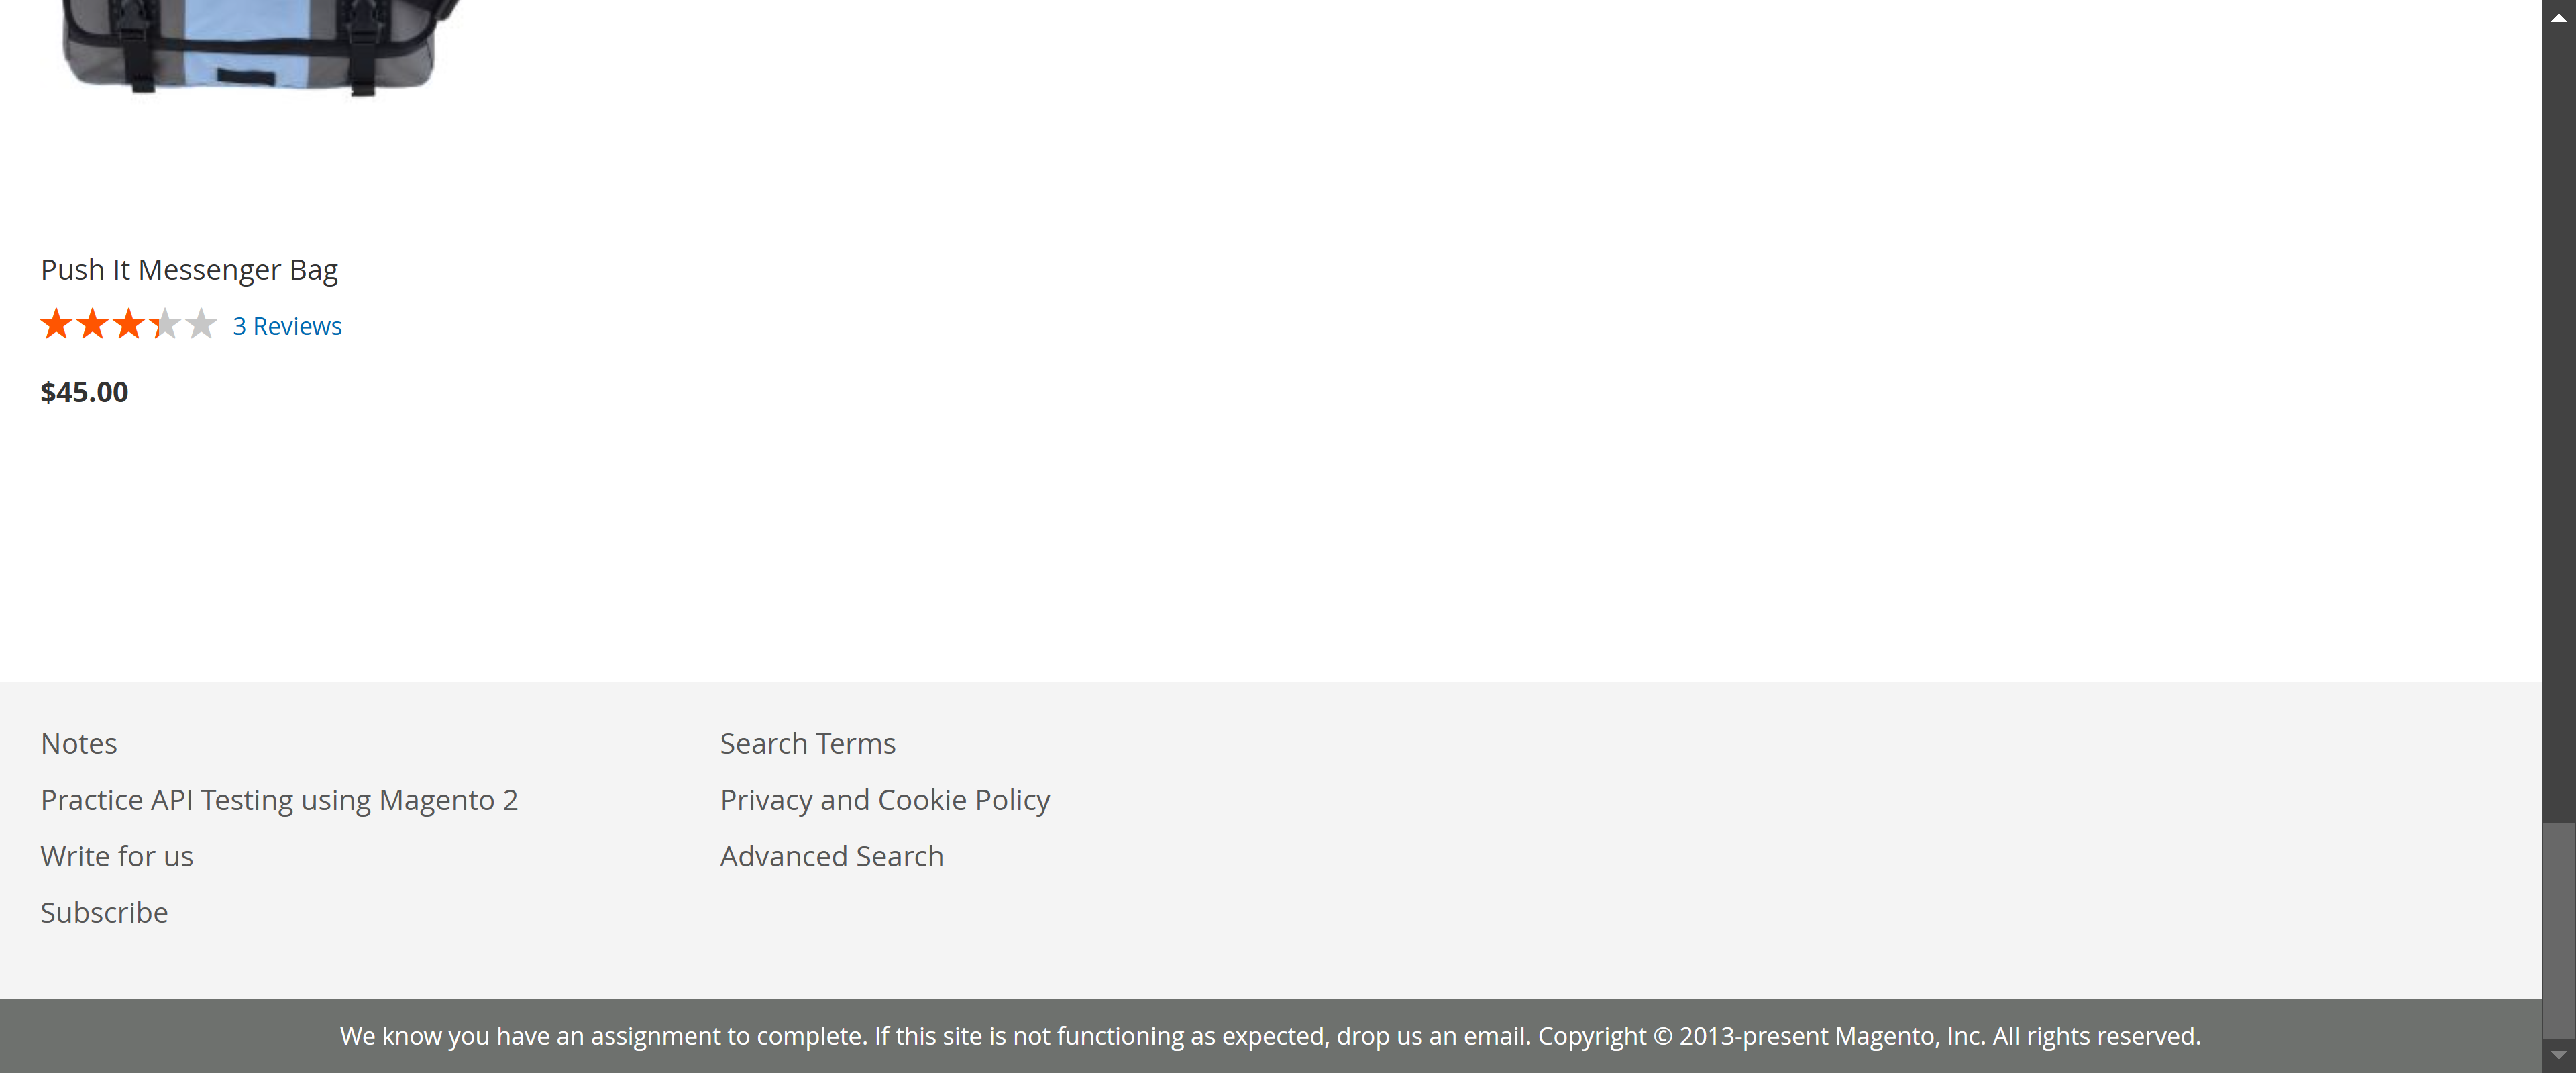 Push It Messenger Bag
3 Reviews
$45.00
Notes
Practice API Testing using Magento 2
Write for us
Subscribe
Search Terms
Privacy and Cookie Policy
Advanced Search
We know you have an assignment to complete. If this site is not functioning as expected, drop us an email. Copyright © 2013-present Magento, Inc. All rights reserved.